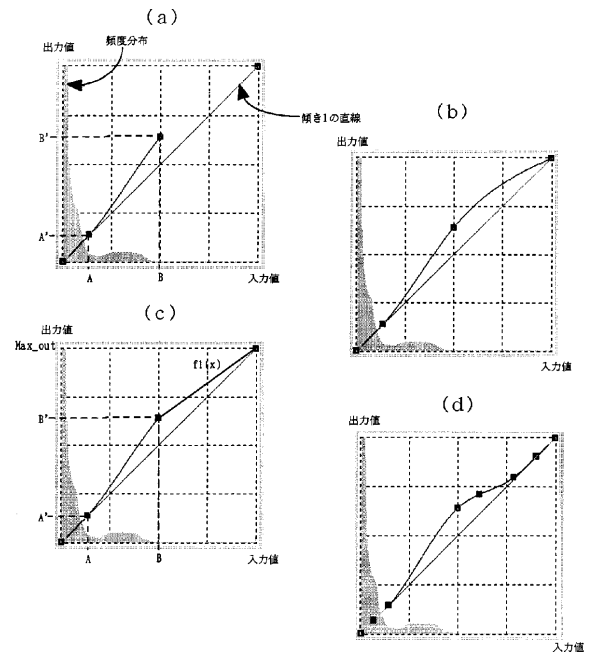 (a)
出力値
頻度分布
傾き1の直線
B'
A'
A
B
入力値
(b)
出力値
入力値
(c)
出力値
Max_out
f1(x)
B'
A'
A
B
入力値
(d)
出力値
入力値